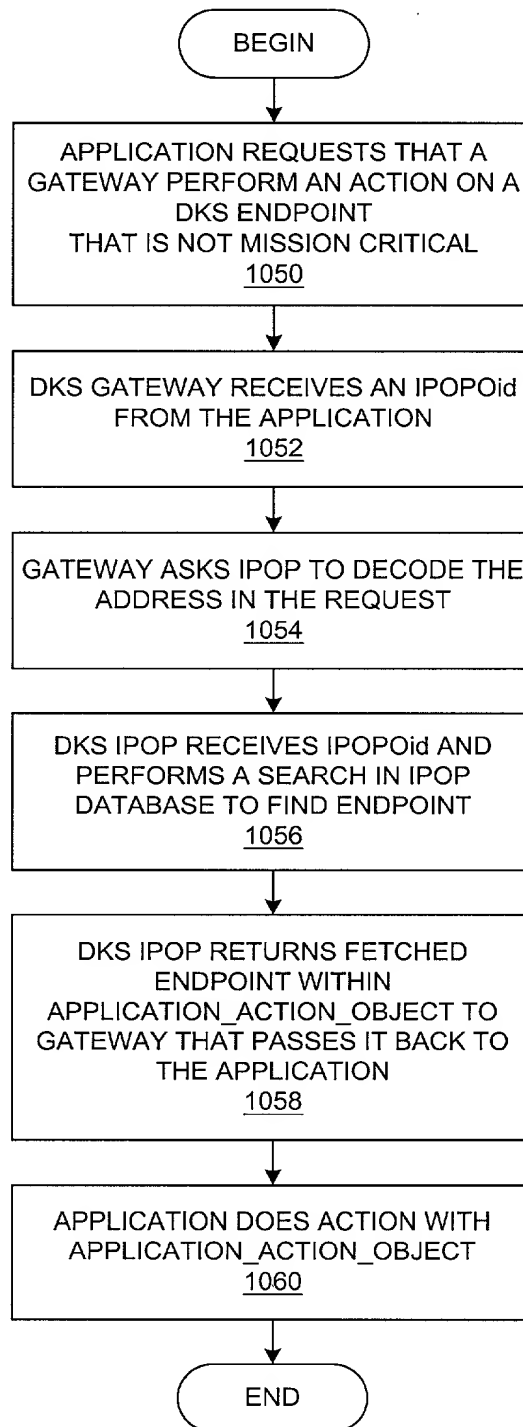 BEGIN
APPLICATION REQUESTS THAT A
GATEWAY PERFORM AN ACTION ON A
DKS ENDPOINT
THAT IS NOT MISSION CRITICAL
1050
DKS GATEWAY RECEIVES AN IPOPOid
FROM THE APPLICATION
1052
GATEWAY ASKS IPOP TO DECODE THE
ADDRESS IN THE REQUEST
1054
DKS IPOP RECEIVES IPOPOid AND
PERFORMS A SEARCH IN IPOP
DATABASE TO FIND ENDPOINT
1056
DKS IPOP RETURNS FETCHED
ENDPOINT WITHIN
APPLICATION_ACTION_OBJECT TO
GATEWAY THAT PASSES IT BACK TO
THE APPLICATION
1058
APPLICATION DOES ACTION WITH
APPLICATION_ACTION_OBJECT
1060
END